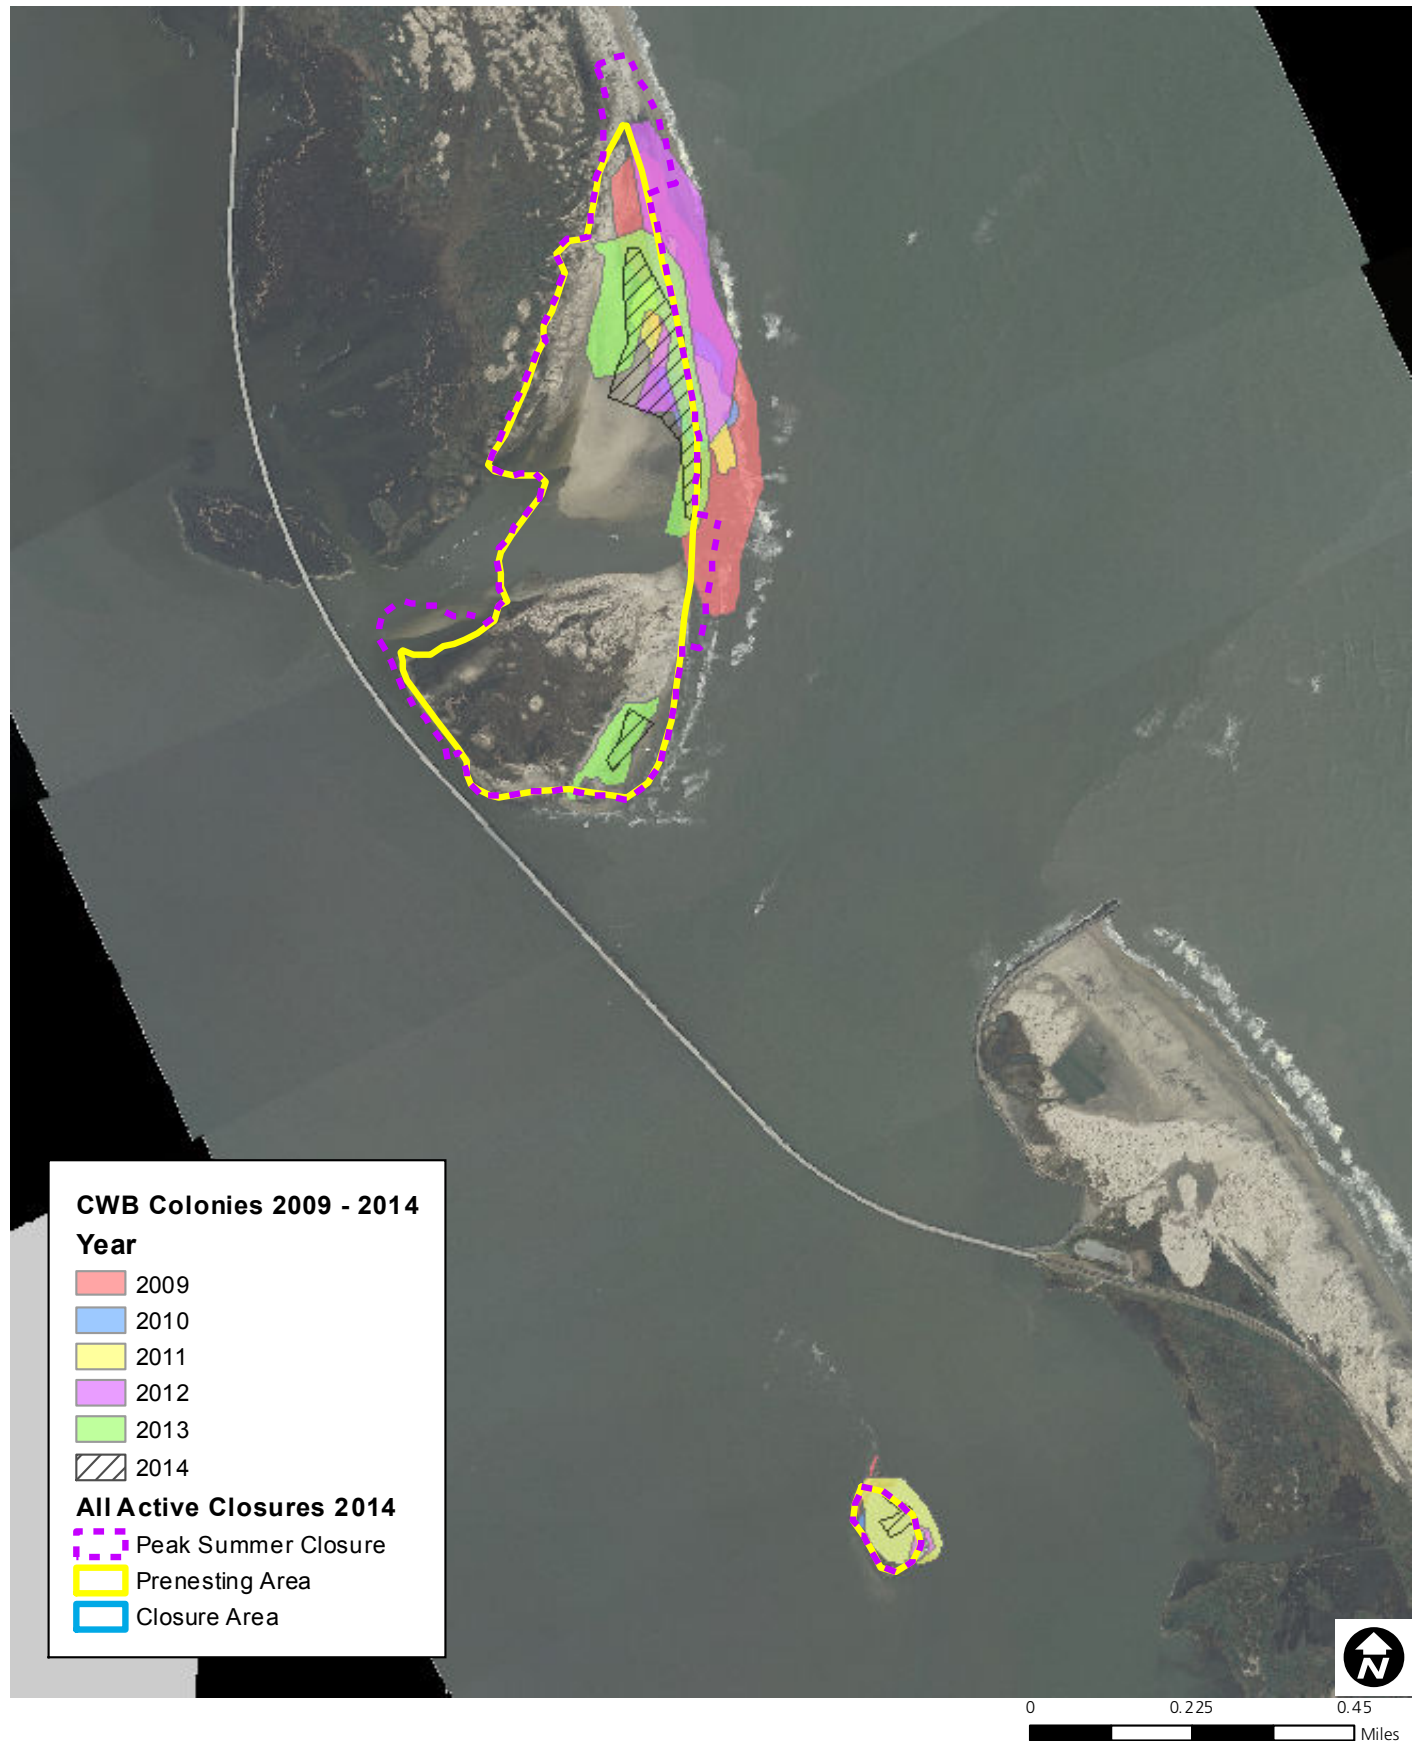 CWB Colonies 2009 - 2014
Year
2009
2010
2011
2012
2013
2014
All Active Closures 2014
Peak Summer Closure
Prenesting Area
Closure Area
N
0 0.225 0.45
Miles